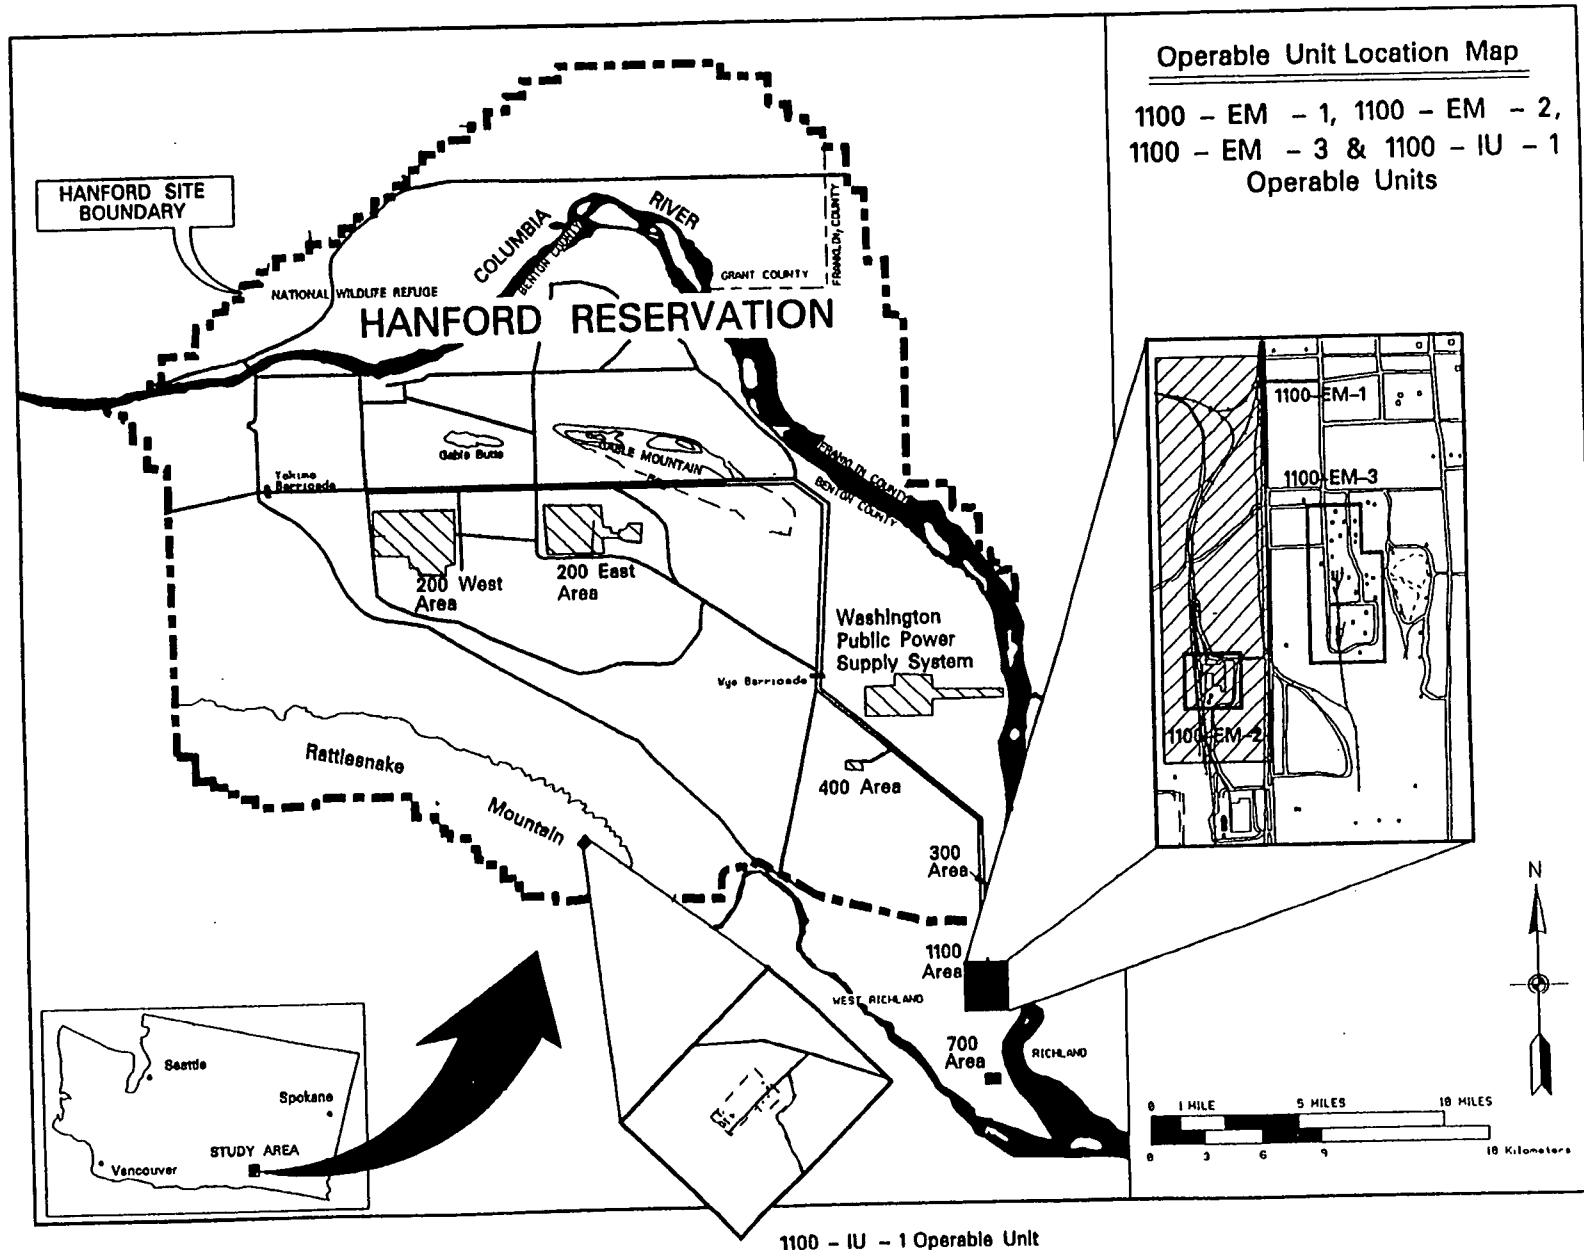 Operable Unit Location Map
1100 - EM - 1, 1100 - EM - 2,
1100 - EM - 3 & 1100 - IU - 1
Operable Units
HANFORD SITE
BOUNDARY
COLUMBIA
RIVER
BENTON COUNTY
FRANKLIN COUNTY
GRANT COUNTY
NATIONAL WILDLIFE REFUGE
HANFORD RESERVATION
1100-EM-1
Gable Butte
GABLE MOUNTAIN
FRANKLIN COUNTY
BENTON COUNTY
Yakima
Barricade
1100-EM-3
200 West
Area
200 East
Area
Washington
Public Power
Supply System
Wye Barricade
1100-EM-2
Rattlesnake
Mountain
400 Area
300
Area
N
1100
Area
WEST RICHLAND
700
Area
RICHLAND
Seattle
Spokane
STUDY AREA
Vancouver
0 1 MILE 5 MILES 10 MILES
0 3 6 9 18 Kilometers
1100 - IU - 1 Operable Unit